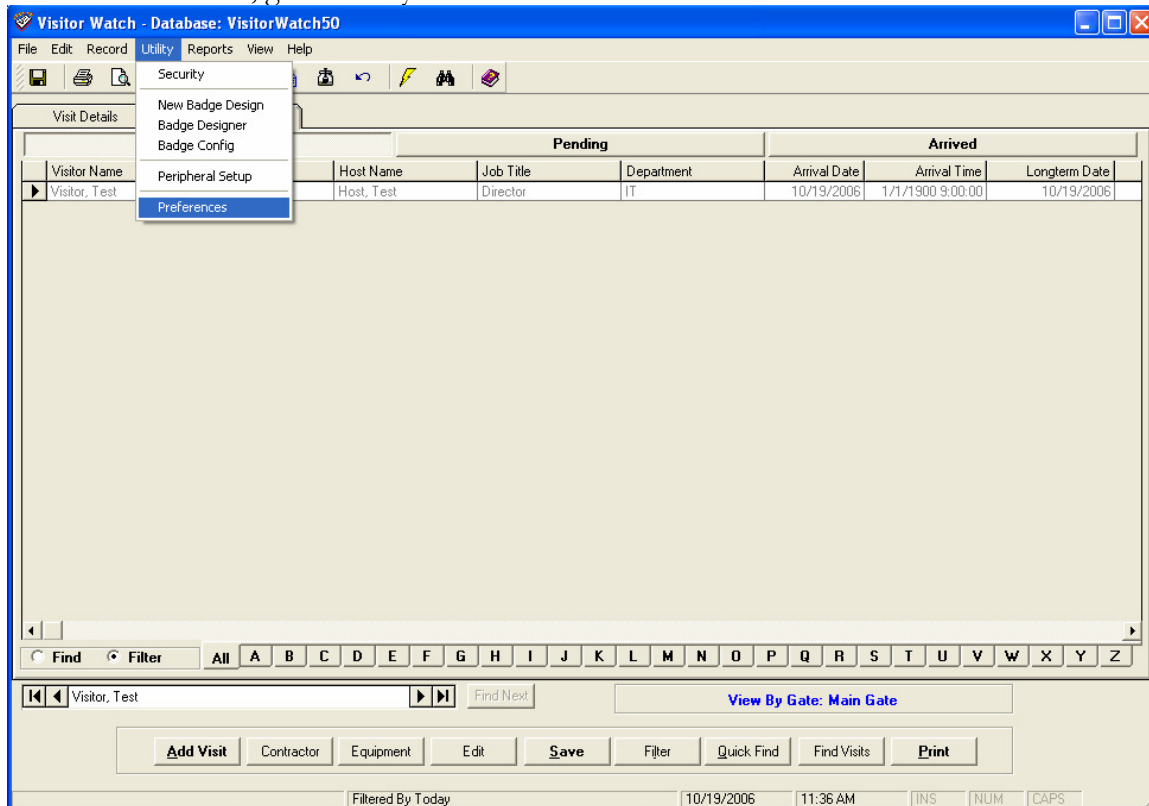 Visitor Watch - Database: VisitorWatch50
File Edit Record Utility Reports View Help
Security
New Badge Design
Badge Designer
Badge Config
Peripheral Setup
Preferences
Visit Details
Pending Arrived
Visitor Name Host Name Job Title Department Arrival Date Arrival Time Longterm Date
Visitor, Test Host, Test Director IT 10/19/2006 1/1/1900 9:00:00 10/19/2006
Find Filter All A B C D E F G H I J K L M N O P Q R S T U V W X Y Z
Visitor, Test Find Next View By Gate: Main Gate
Add Visit Contractor Equipment Edit Save Filter Quick Find Find Visits Print
Filtered By Today 10/19/2006 11:36 AM INS NUM CAPS